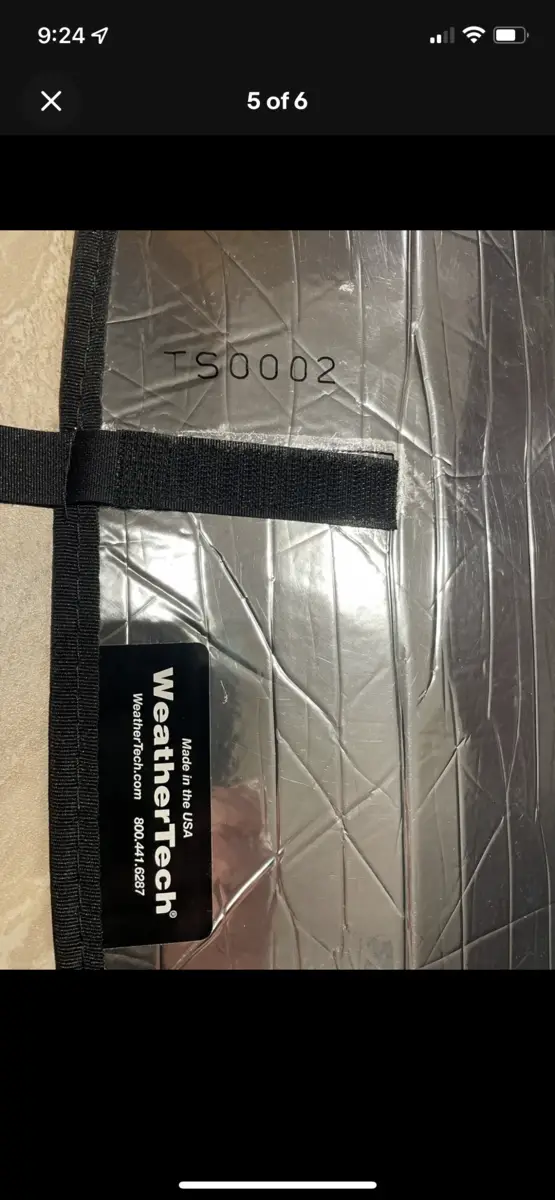 9:24
5 of 6
TS0002
Made in the USA
WeatherTech®
WeatherTech.com 800.441.6287